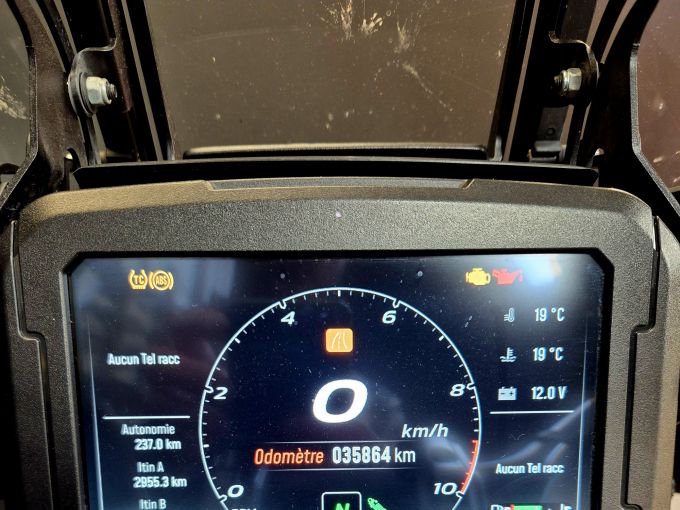 TC ABS
4 6
19 °C
19 °C
Aucun Tel racc
2 8
12.0 V
0
Autonomie
237.0 km
km/h
Odomètre 035864 km
Itin A
2955.3 km
Aucun Tel racc
0 10
Itin B
N